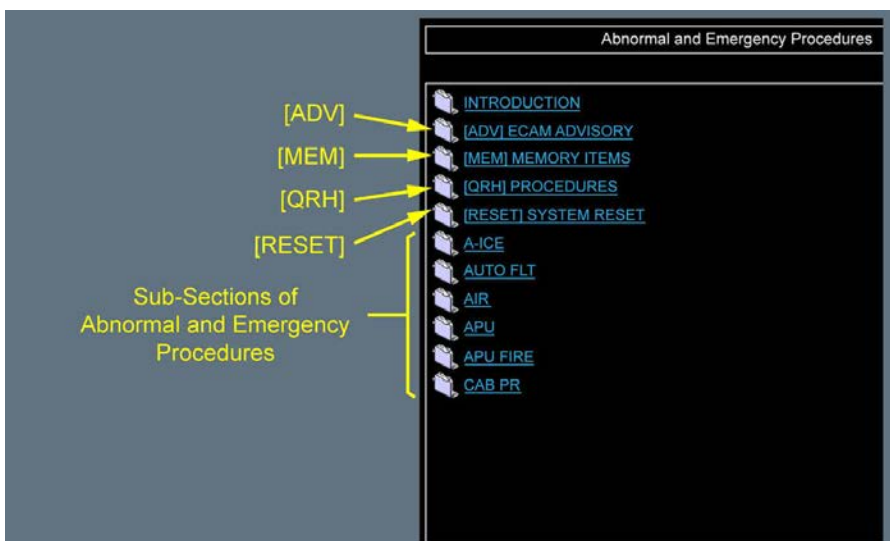 Abnormal and Emergency Procedures
INTRODUCTION
[ADV]
[ADV] ECAM ADVISORY
[MEM]
[MEM] MEMORY ITEMS
[QRH]
[QRH] PROCEDURES
[RESET]
[RESET] SYSTEM RESET
A-ICE
AUTO FLT
Sub-Sections of
Abnormal and Emergency
Procedures
AIR
APU
APU FIRE
CAB PR